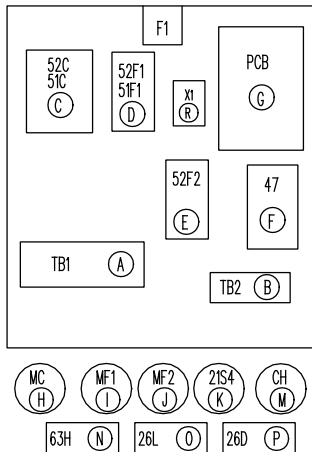 F1
52C
51C
C
52F1
51F1
D
X1
R
PCB
G
52F2
E
47
F
TB1 A
TB2 B
MC
H
MF1
I
MF2
J
21S4
K
CH
M
63H N
26L O
26D P